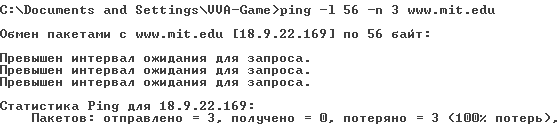 C:\Documents and Settings\VVA-Game>ping -l 56 -n 3 www.mit.edu
Обмен пакетами с www.mit.edu [18.9.22.169] по 56 байт:
Превышен интервал ожидания для запроса.
Превышен интервал ожидания для запроса.
Превышен интервал ожидания для запроса.
Статистика Ping для 18.9.22.169:
Пакетов: отправлено = 3, получено = 0, потеряно = 3 (100% потерь),